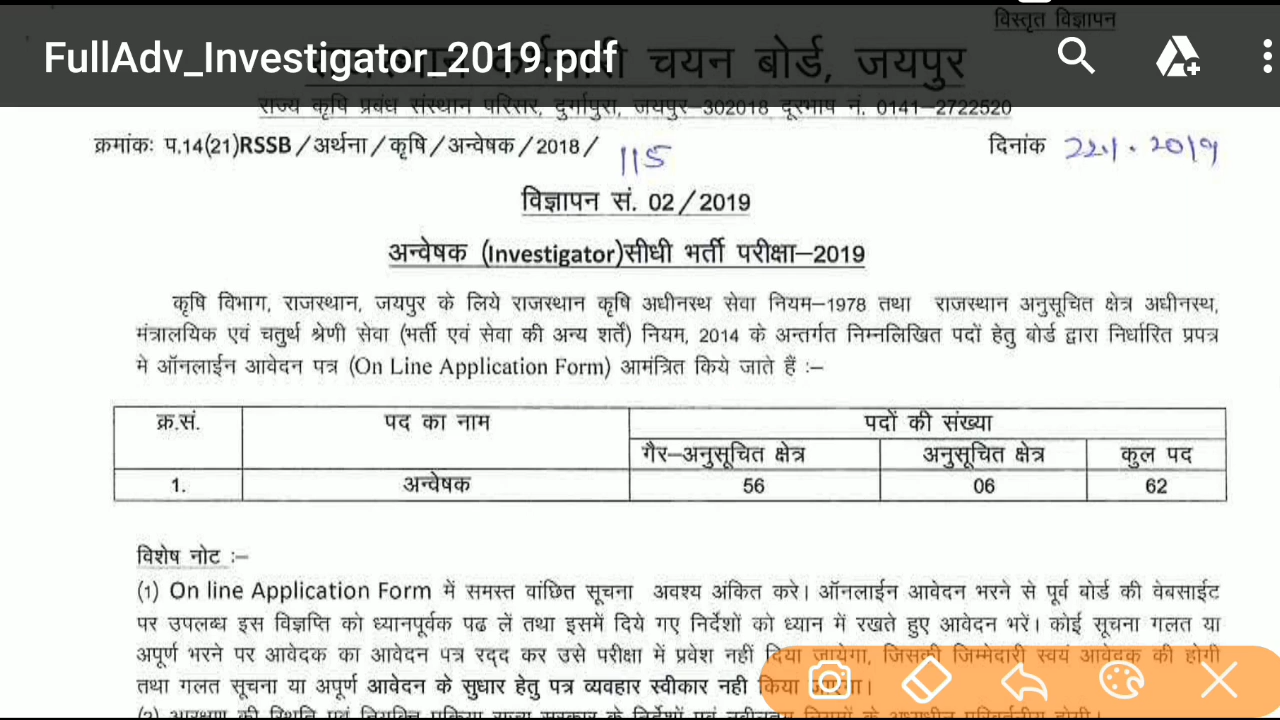 विस्तृत विज्ञापन
FullAdv_Investigator_2019.pdf
चयन बोर्ड, जयपुर
राज्य कृषि प्रबंध संस्थान परिसर, दुर्गापुरा, जयपुर–302018 दूरभाष नं. 0141–2722520
क्रमांकः प.14(21)RSSB/अर्थना/कृषि/अन्वेषक/2018/ 115 दिनांक 22.1.2019
विज्ञापन सं. 02/2019
अन्वेषक (Investigator)सीधी भर्ती परीक्षा–2019
कृषि विभाग, राजस्थान, जयपुर के लिये राजस्थान कृषि अधीनस्थ सेवा नियम–1978 तथा राजस्थान अनुसूचित क्षेत्र अधीनस्थ,
मंत्रालयिक एवं चतुर्थ श्रेणी सेवा (भर्ती एवं सेवा की अन्य शर्तें) नियम, 2014 के अन्तर्गत निम्नलिखित पदों हेतु बोर्ड द्वारा निर्धारित प्रपत्र
मे ऑनलाईन आवेदन पत्र (On Line Application Form) आमंत्रित किये जाते हैं :–
क्र.सं. पद का नाम पदों की संख्या
गैर–अनुसूचित क्षेत्र अनुसूचित क्षेत्र कुल पद
1. अन्वेषक 56 06 62
विशेष नोट :–
(1) On line Application Form में समस्त वांछित सूचना अवश्य अंकित करे। ऑनलाईन आवेदन भरने से पूर्व बोर्ड की वेबसाईट
पर उपलब्ध इस विज्ञप्ति को ध्यानपूर्वक पढ लें तथा इसमें दिये गए निर्देशों को ध्यान में रखते हुए आवेदन भरें। कोई सूचना गलत या
अपूर्ण भरने पर आवेदक का आवेदन पत्र रद्द कर उसे परीक्षा में प्रवेश नहीं दिया जायेगा, जिसकी जिम्मेदारी स्वयं आवेदक की होगी
तथा गलत सूचना या अपूर्ण आवेदन के सुधार हेतु पत्र व्यवहार स्वीकार नही किया जाएगा।